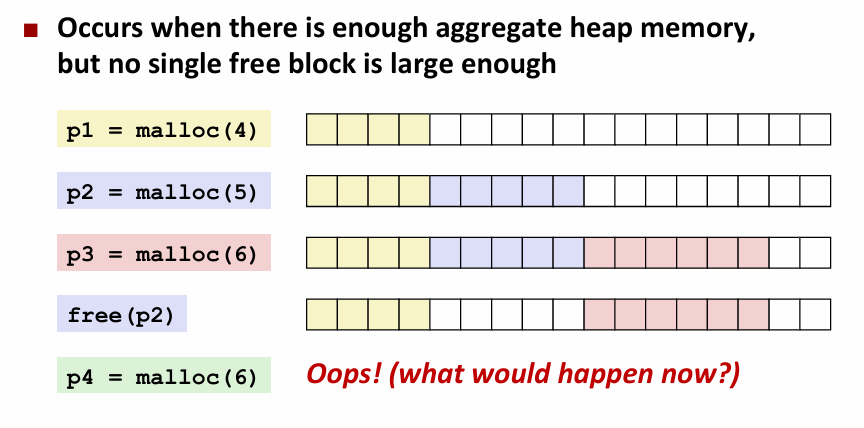 Occurs when there is enough aggregate heap memory,
but no single free block is large enough
p1 = malloc(4)
p2 = malloc(5)
p3 = malloc(6)
free(p2)
p4 = malloc(6)
Oops! (what would happen now?)